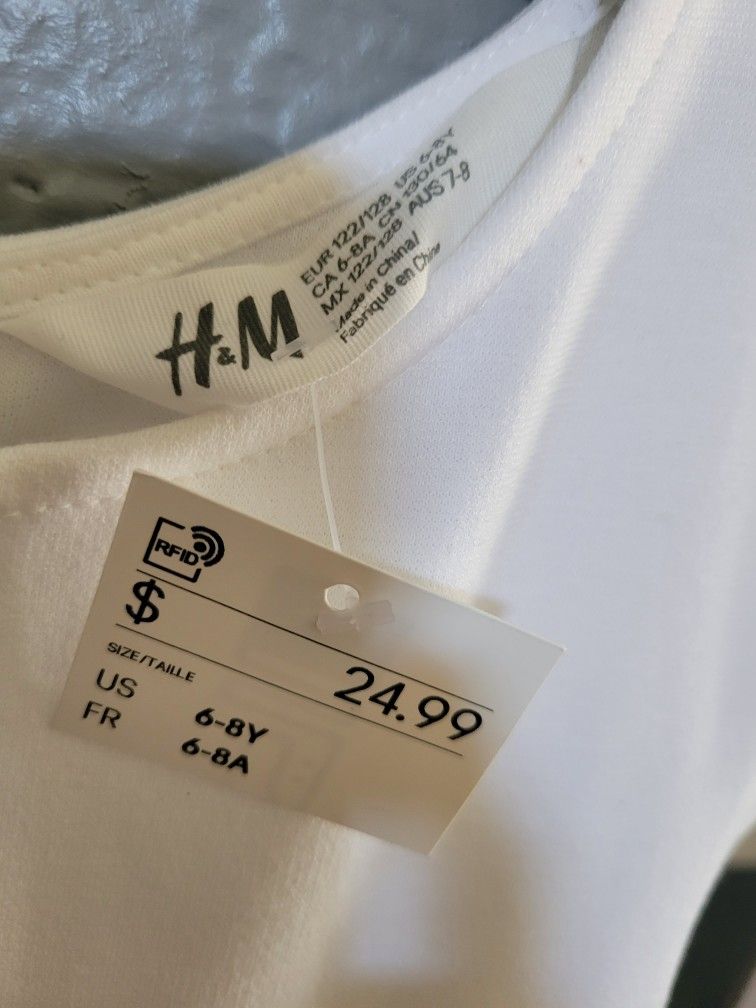 EUR 122/128 US 6-8Y
CA 6-8A CN 130/64
MX 122/128 AUS 7-8
Made in China/
Fabriqué en Chine
H&M
RFID
$
24.99
SIZE/TAILLE
US 6-8Y
FR 6-8A